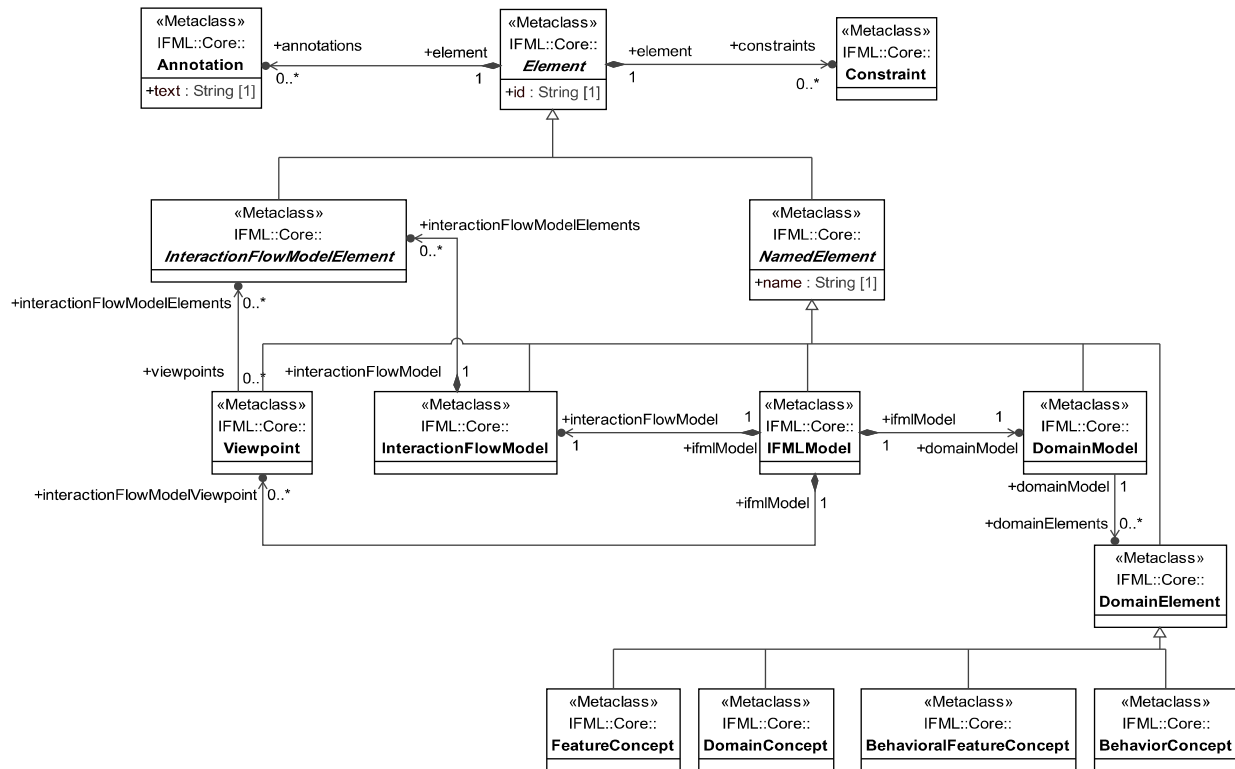 «Metaclass»
IFML::Core::
Annotation
+text : String [1]
+annotations
0..*
+element
1
«Metaclass»
IFML::Core::
Element
+id : String [1]
+element
1
+constraints
0..*
«Metaclass»
IFML::Core::
Constraint
«Metaclass»
IFML::Core::
InteractionFlowModelElement
+interactionFlowModelElements
0..*
«Metaclass»
IFML::Core::
NamedElement
+name : String [1]
+interactionFlowModelElements
0..*
+viewpoints
0..*
+interactionFlowModel
1
«Metaclass»
IFML::Core::
Viewpoint
«Metaclass»
IFML::Core::
InteractionFlowModel
+interactionFlowModel
1
1
+ifmlModel
«Metaclass»
IFML::Core::
IFMLModel
+ifmlModel
1
1
+domainModel
«Metaclass»
IFML::Core::
DomainModel
+interactionFlowModelViewpoint
0..*
+ifmlModel
1
+domainModel
1
+domainElements
0..*
«Metaclass»
IFML::Core::
DomainElement
«Metaclass»
IFML::Core::
FeatureConcept
«Metaclass»
IFML::Core::
DomainConcept
«Metaclass»
IFML::Core::
BehavioralFeatureConcept
«Metaclass»
IFML::Core::
BehaviorConcept